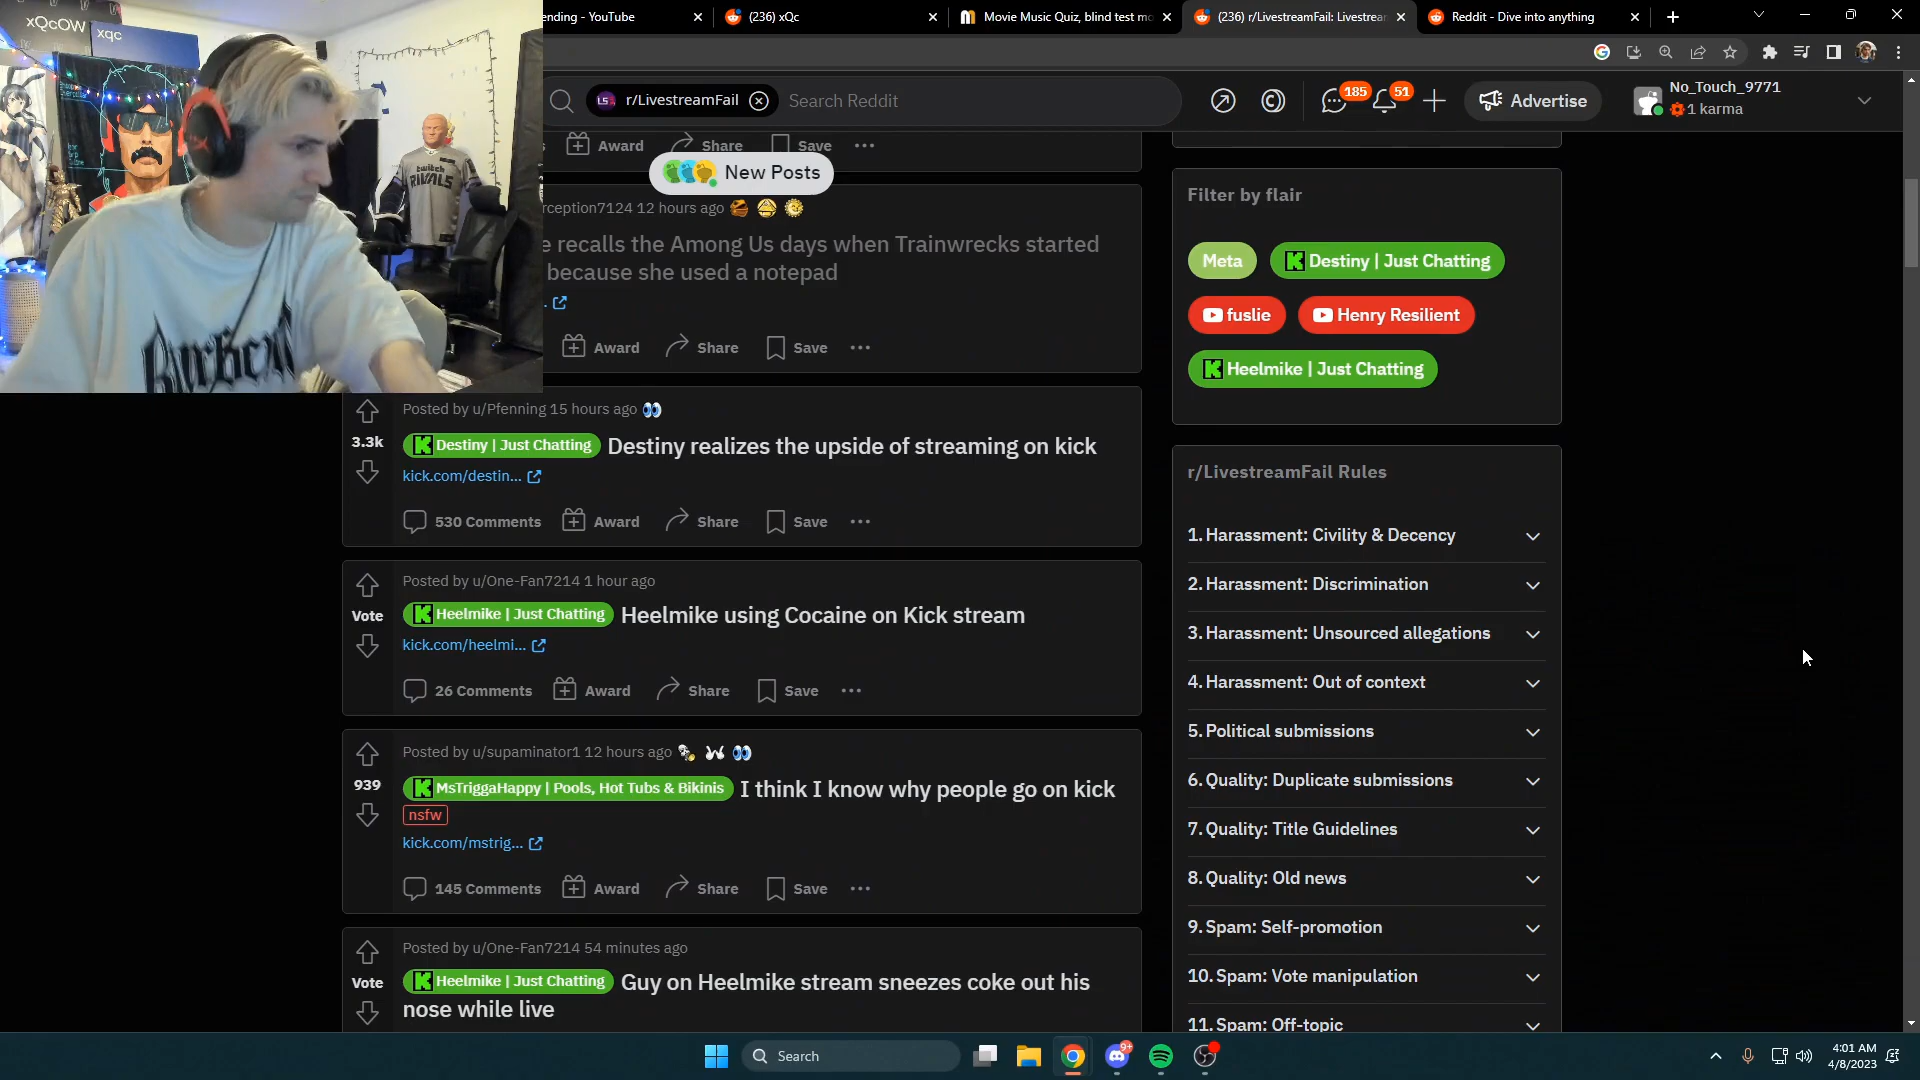 xQcOW
xqc
twitch
RIVALS
ending - YouTube
(236) xQc
Movie Music Quiz, blind test mo
(236) r/LivestreamFail: Livestrear
Reddit - Dive into anything
r/LivestreamFail
Search Reddit
185
51
Advertise
No_Touch_9771
1 karma
Award
Share
Save
New Posts
rception7124 12 hours ago
e recalls the Among Us days when Trainwrecks started
because she used a notepad
Award
Share
Save
Posted by u/Pfenning 15 hours ago
3.3k
Destiny | Just Chatting Destiny realizes the upside of streaming on kick
kick.com/destin...
530 Comments
Award
Share
Save
Posted by u/One-Fan7214 1 hour ago
Vote
Heelmike | Just Chatting Heelmike using Cocaine on Kick stream
kick.com/heelmi...
26 Comments
Award
Share
Save
Posted by u/supaminator1 12 hours ago
939
MsTriggaHappy | Pools, Hot Tubs & Bikinis I think I know why people go on kick
nsfw
kick.com/mstrig...
145 Comments
Award
Share
Save
Posted by u/One-Fan7214 54 minutes ago
Vote
Heelmike | Just Chatting Guy on Heelmike stream sneezes coke out his
nose while live
Filter by flair
Meta
Destiny | Just Chatting
fuslie
Henry Resilient
Heelmike | Just Chatting
r/LivestreamFail Rules
1. Harassment: Civility & Decency
2. Harassment: Discrimination
3. Harassment: Unsourced allegations
4. Harassment: Out of context
5. Political submissions
6. Quality: Duplicate submissions
7. Quality: Title Guidelines
8. Quality: Old news
9. Spam: Self-promotion
10. Spam: Vote manipulation
11. Spam: Off-topic
Search
9+
4:01 AM
4/8/2023